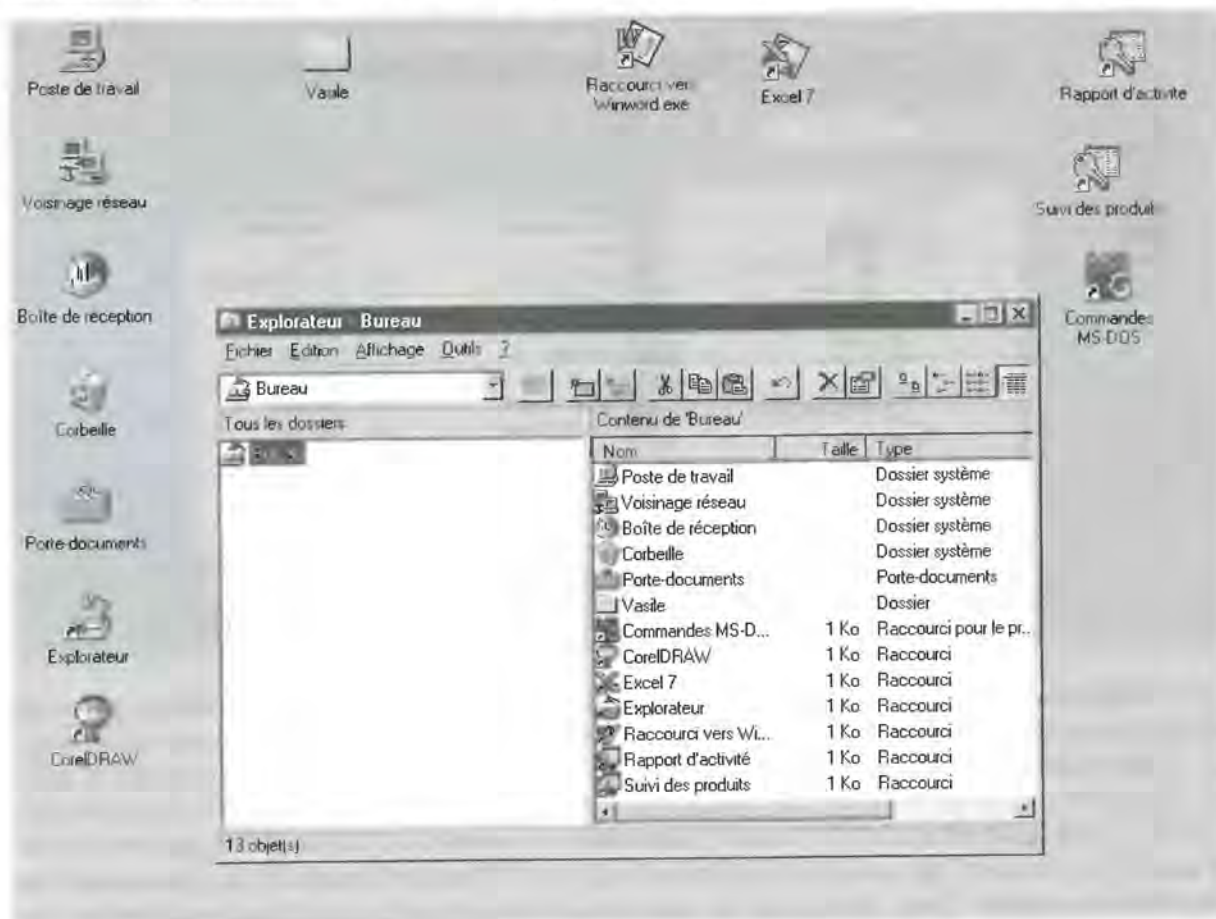 Poste de travail
Vasile
Raccourci vers
Winword.exe
Excel 7
Rapport d'activité
Voisinage réseau
Suivi des produits
Boîte de réception
Commandes
MS-DOS
Corbeille
Porte-documents
Explorateur
CorelDRAW
Explorateur - Bureau
Fichier Edition Affichage Outils ?
Bureau
Tous les dossiers
Contenu de 'Bureau'
Bureau
Nom Taille Type
Poste de travail Dossier système
Voisinage réseau Dossier système
Boîte de réception Dossier système
Corbeille Dossier système
Porte-documents Porte-documents
Vasile Dossier
Commandes MS-D... 1 Ko Raccourci pour le pr...
CorelDRAW 1 Ko Raccourci
Excel 7 1 Ko Raccourci
Explorateur 1 Ko Raccourci
Raccourci vers Wi... 1 Ko Raccourci
Rapport d'activité 1 Ko Raccourci
Suivi des produits 1 Ko Raccourci
13 objet(s)